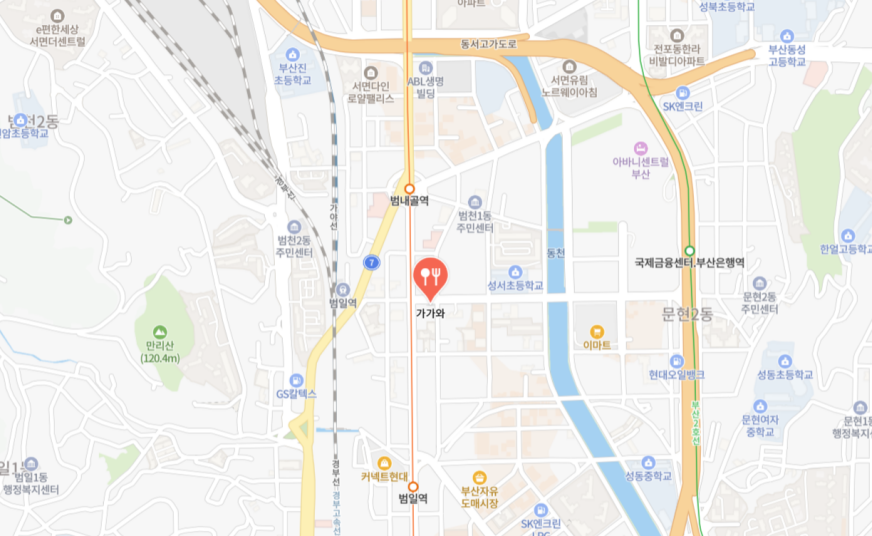 아파트
성북초등학교
e편한세상
서면더센트럴
동서고가도로
전포동한라
비발디아파트
부산동성
고등학교
부산진
초등학교
서면다인
로얄팰리스
ABL생명
빌딩
서면유림
노르웨이아침
SK엔크린
범천2동
아바니센트럴
부산
가야선
범내골역
범천1동
주민센터
범천2동
주민센터
7
동천
국제금융센터.부산은행역
한얼고등학교
성서초등학교
범일역
가가와
문현2동
주민센터
문현2동
만리산
(120.4m)
이마트
현대오일뱅크
성동초등학교
GS칼텍스
부산2호선
문현여자
중학교
문현1동
행정복지센터
경부선
경부고속선
범일1동
행정복지센터
커넥트현대
범일역
부산자유
도매시장
성동중학교
SK엔크린
LPG